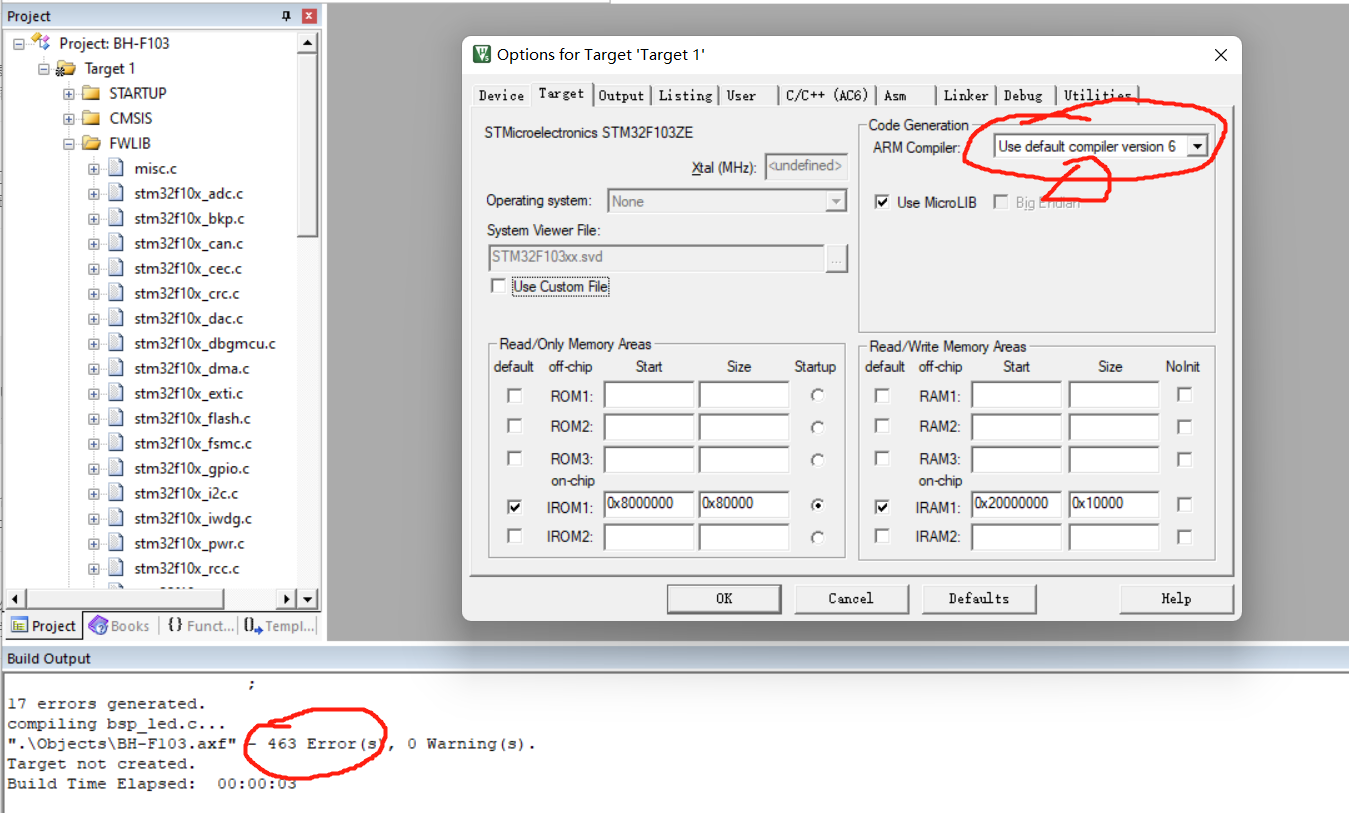 Project
Project: BH-F103
Target 1
STARTUP
CMSIS
FWLIB
misc.c
stm32f10x_adc.c
stm32f10x_bkp.c
stm32f10x_can.c
stm32f10x_cec.c
stm32f10x_crc.c
stm32f10x_dac.c
stm32f10x_dbgmcu.c
stm32f10x_dma.c
stm32f10x_exti.c
stm32f10x_flash.c
stm32f10x_fsmc.c
stm32f10x_gpio.c
stm32f10x_i2c.c
stm32f10x_iwdg.c
stm32f10x_pwr.c
stm32f10x_rcc.c
Project Books {} Funct... Templ...
Options for Target 'Target 1'
Device Target Output Listing User C/C++ (AC6) Asm Linker Debug Utilities
STMicroelectronics STM32F103ZE
Xtal (MHz): <undefined>
Operating system: None
System Viewer File:
STM32F103xx.svd
...
Use Custom File
Code Generation
ARM Compiler: Use default compiler version 6
Use MicroLIB Big Endian
Read/Only Memory Areas
default off-chip Start Size Startup
ROM1:
ROM2:
ROM3:
on-chip
IROM1: 0x8000000 0x80000
IROM2:
Read/Write Memory Areas
default off-chip Start Size NoInit
RAM1:
RAM2:
RAM3:
on-chip
IRAM1: 0x20000000 0x10000
IRAM2:
OK Cancel Defaults Help
Build Output
;
17 errors generated.
compiling bsp_led.c...
".\Objects\BH-F103.axf" - 463 Error(s), 0 Warning(s).
Target not created.
Build Time Elapsed: 00:00:03